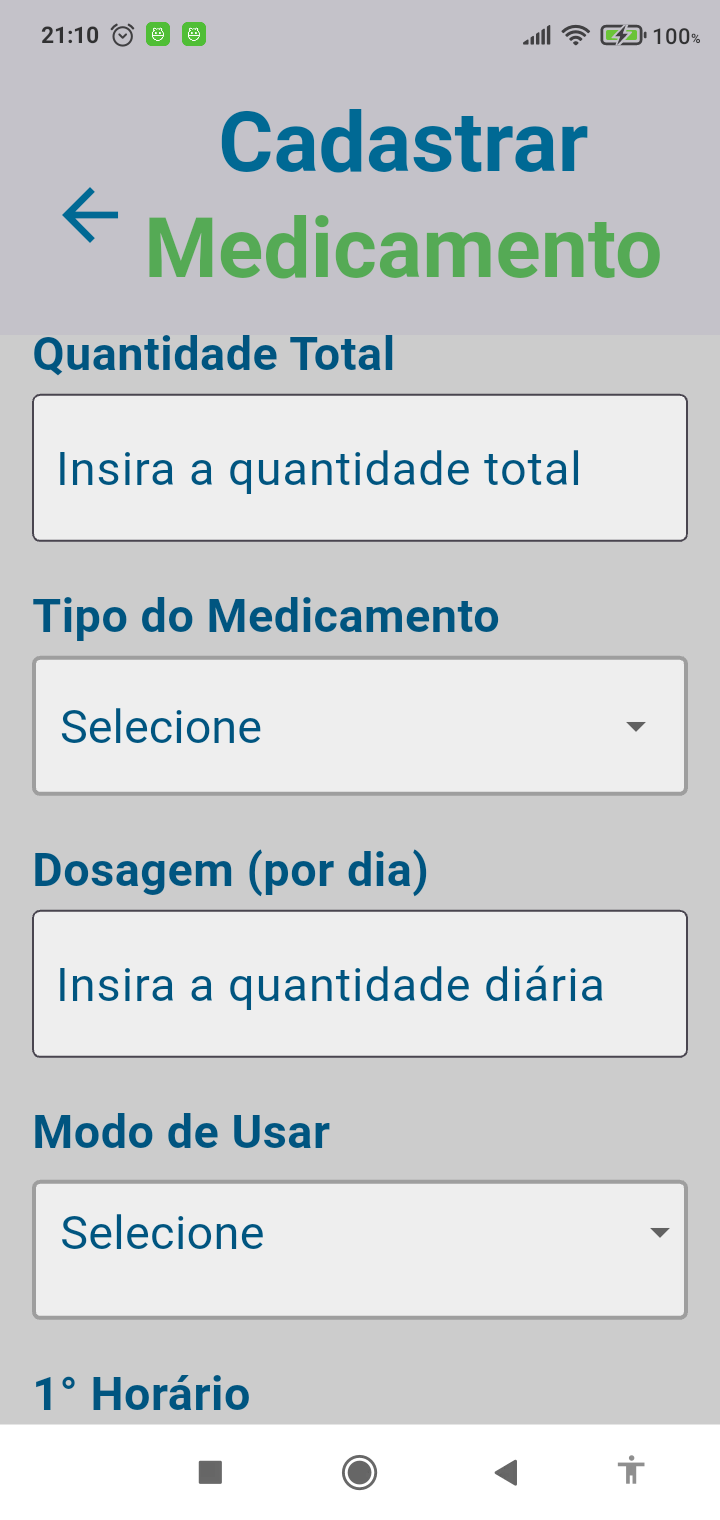 21:10 100%
Cadastrar
Medicamento
Quantidade Total
Insira a quantidade total
Tipo do Medicamento
Selecione
Dosagem (por dia)
Insira a quantidade diária
Modo de Usar
Selecione
1° Horário